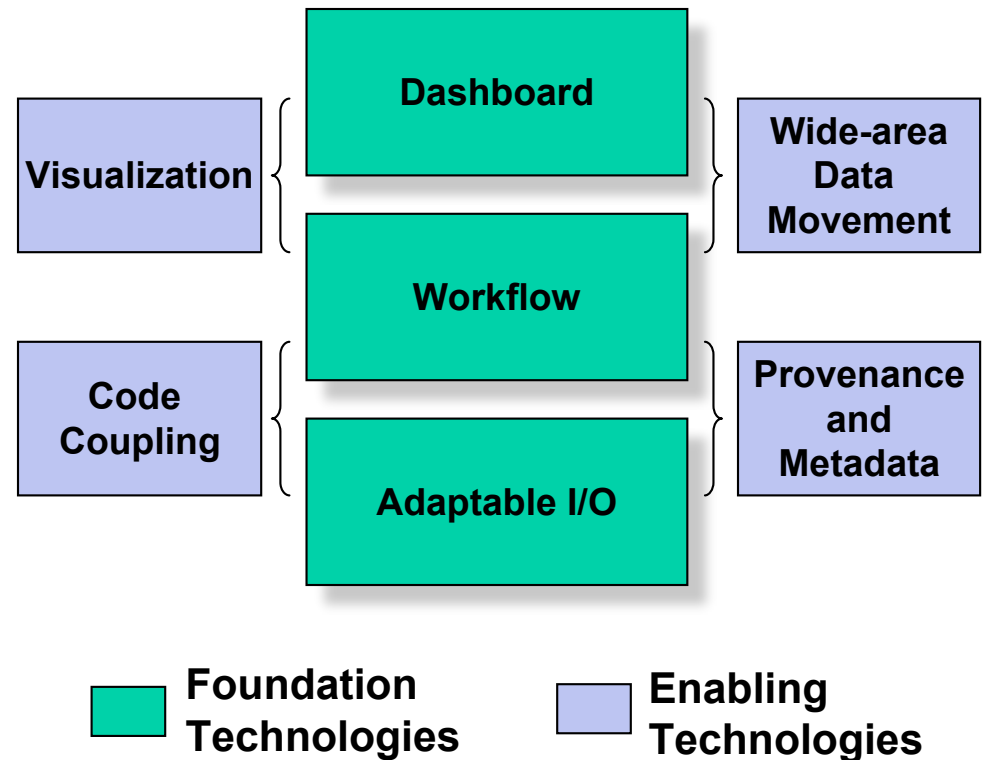 Dashboard
Visualization
Wide-area
Data
Movement
Workflow
Code
Coupling
Provenance
and
Metadata
Adaptable I/O
Foundation
Technologies
Enabling
Technologies